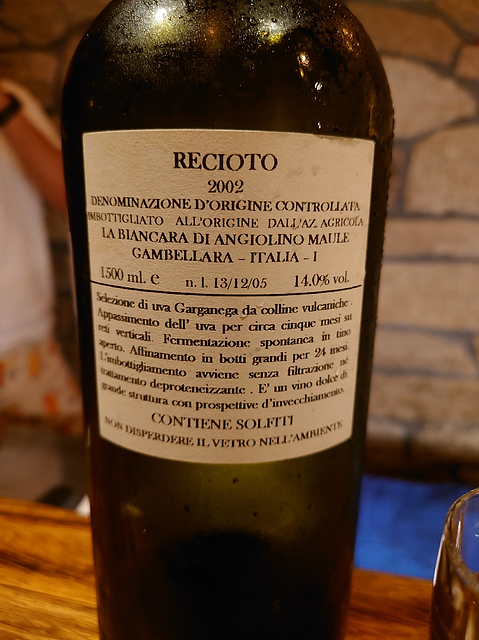 RECIOTO
2002
DENOMINAZIONE D'ORIGINE CONTROLLATA
IMBOTTIGLIATO ALL'ORIGINE DALL'AZ. AGRICOLA
LA BIANCARA DI ANGIOLINO MAULE
GAMBELLARA - ITALIA - I
1500 ml. e n. l. 13/12/05 14.0% vol.
Selezione di uva Garganega da colline vulcaniche.
Appassimento dell' uva per circa cinque mesi su
reti verticali. Fermentazione spontanea in tino
aperto. Affinamento in botti grandi per 24 mesi.
L'imbottigliamento avviene senza filtrazione né
trattamento deproteneizzante. E' un vino dolce di
grande struttura con prospettive d'invecchiamento.
CONTIENE SOLFITI
NON DISPERDERE IL VETRO NELL'AMBIENTE